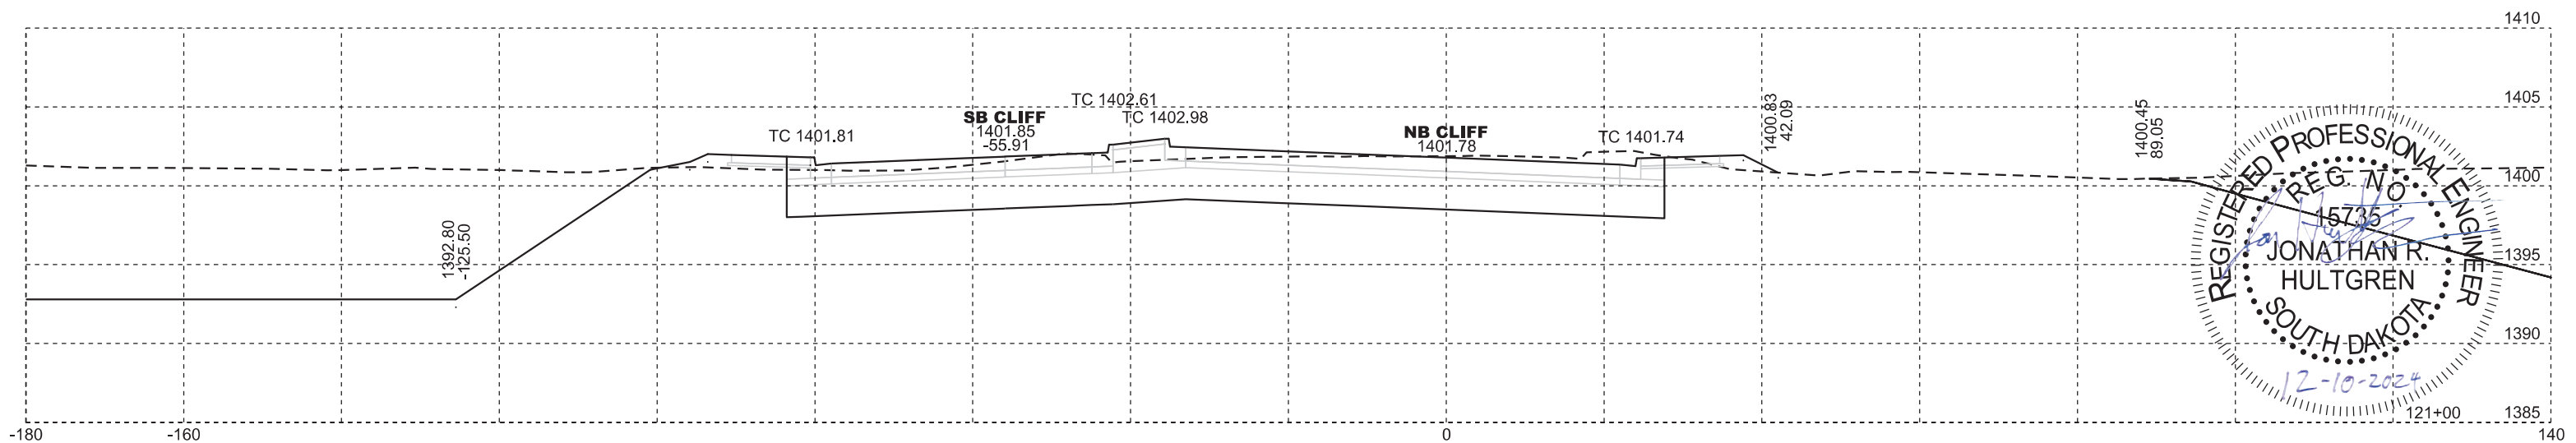 1410
1405
1400
1395
1390
1385
TC 1402.61
TC 1402.98
TC 1401.81
SB CLIFF
1401.85
-55.91
NB CLIFF
1401.78
TC 1401.74
1400.83
42.09
1400.45
89.05
1392.80
-125.50
REGISTERED PROFESSIONAL ENGINEER
REG. NO.
15735
JONATHAN R.
HULTGREN
SOUTH DAKOTA
12-10-2024
121+00
-180
-160
0
140